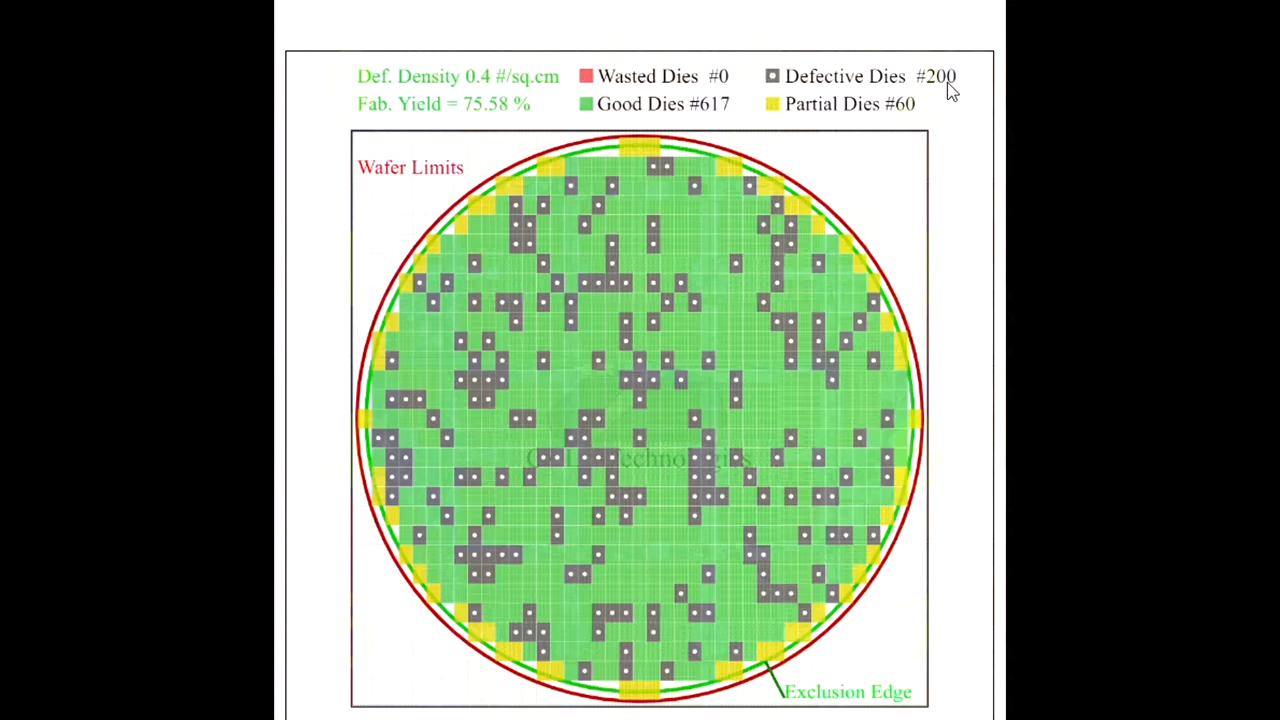 Def. Density 0.4 #/sq.cm Wasted Dies #0 Defective Dies #200
Fab. Yield = 75.58 % Good Dies #617 Partial Dies #60
Wafer Limits
Exclusion Edge